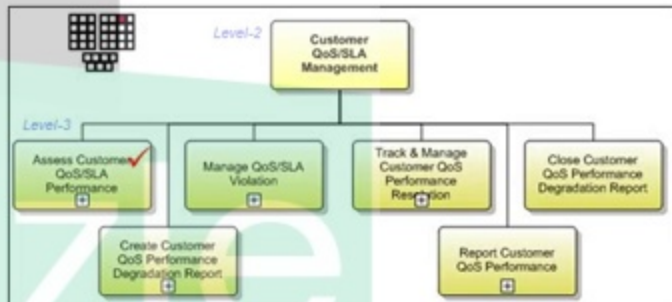 Level-2
Customer
QoS/SLA
Management
Level-3
Assess Customer
QoS/SLA
Performance
Manage QoS/SLA
Violation
Track & Manage
Customer QoS
Performance
Resolution
Close Customer
QoS Performance
Degradation Report
Create Customer
QoS Performance
Degradation Report
Report Customer
QoS Performance